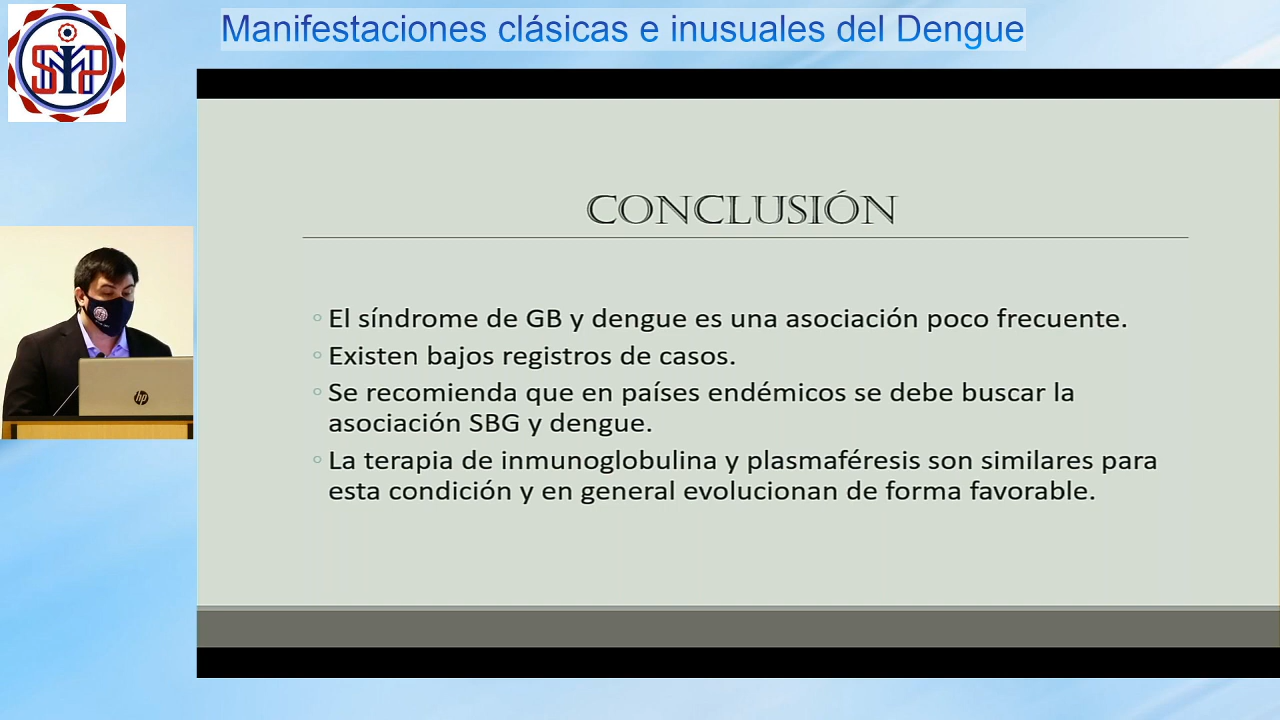 Manifestaciones clásicas e inusuales del Dengue
SMIP
CONCLUSIÓN
El síndrome de GB y dengue es una asociación poco frecuente.
Existen bajos registros de casos.
Se recomienda que en países endémicos se debe buscar la
asociación SBG y dengue.
La terapia de inmunoglobulina y plasmaféresis son similares para
esta condición y en general evolucionan de forma favorable.
hp